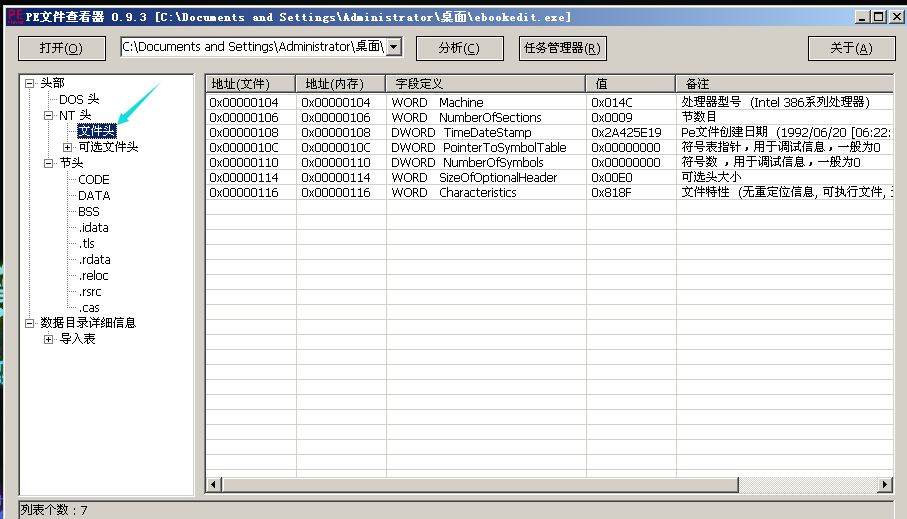 PE文件查看器 0.9.3 [C:\Documents and Settings\Administrator\桌面\ebookedit.exe]
打开(O)
C:\Documents and Settings\Administrator\桌面\
分析(C)
任务管理器(R)
关于(A)
头部
DOS 头
NT 头
文件头
可选文件头
节头
CODE
DATA
BSS
.idata
.tls
.rdata
.reloc
.rsrc
.cas
数据目录详细信息
导入表
地址(文件) 地址(内存) 字段定义 值 备注
0x00000104 0x00000104 WORD Machine 0x014C 处理器型号 (Intel 386系列处理器)
0x00000106 0x00000106 WORD NumberOfSections 0x0009 节数目
0x00000108 0x00000108 DWORD TimeDateStamp 0x2A425E19 Pe文件创建日期 (1992/06/20 [06:22:
0x0000010C 0x0000010C DWORD PointerToSymbolTable 0x00000000 符号表指针，用于调试信息，一般为0
0x00000110 0x00000110 DWORD NumberOfSymbols 0x00000000 符号数 ，用于调试信息，一般为0
0x00000114 0x00000114 WORD SizeOfOptionalHeader 0x00E0 可选头大小
0x00000116 0x00000116 WORD Characteristics 0x818F 文件特性 (无重定位信息, 可执行文件,
列表个数：7